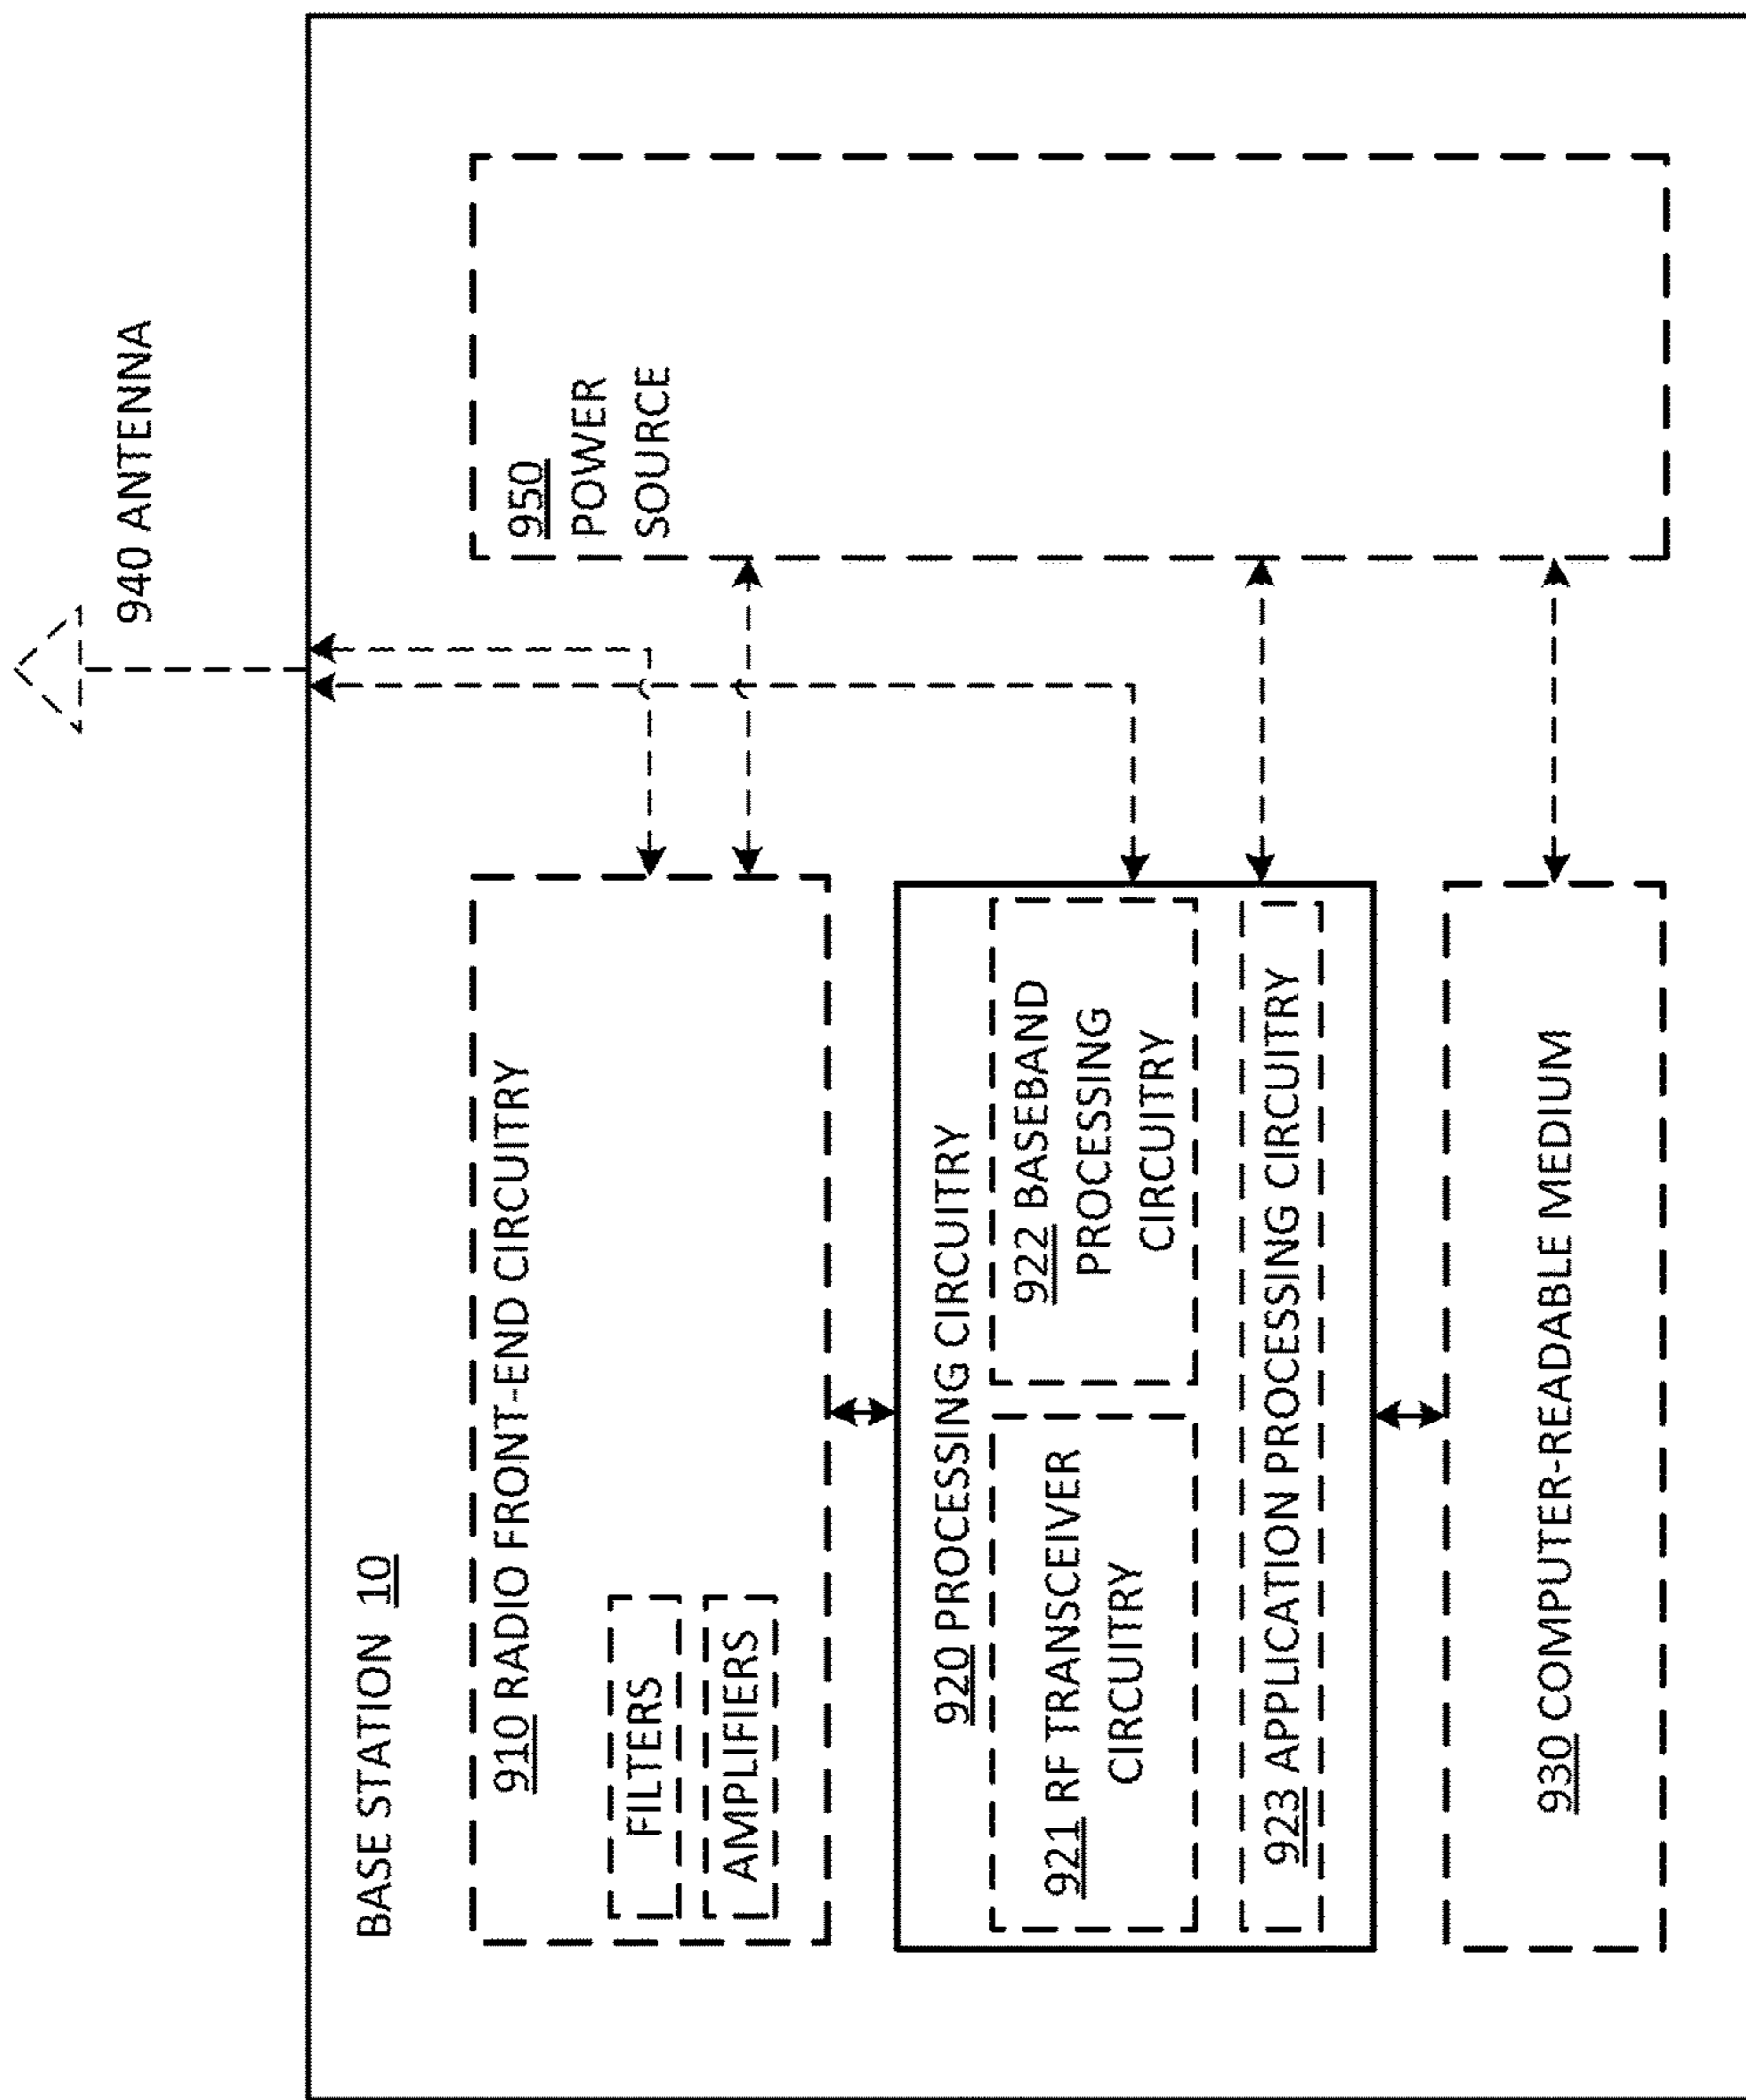 940 ANTENNA
BASE STATION 10
910 RADIO FRONT-END CIRCUITRY
FILTERS
AMPLIFIERS
950
POWER
SOURCE
920 PROCESSING CIRCUITRY
921 RF TRANSCEIVER
CIRCUITRY
922 BASEBAND
PROCESSING
CIRCUITRY
923 APPLICATION PROCESSING CIRCUITRY
930 COMPUTER-READABLE MEDIUM